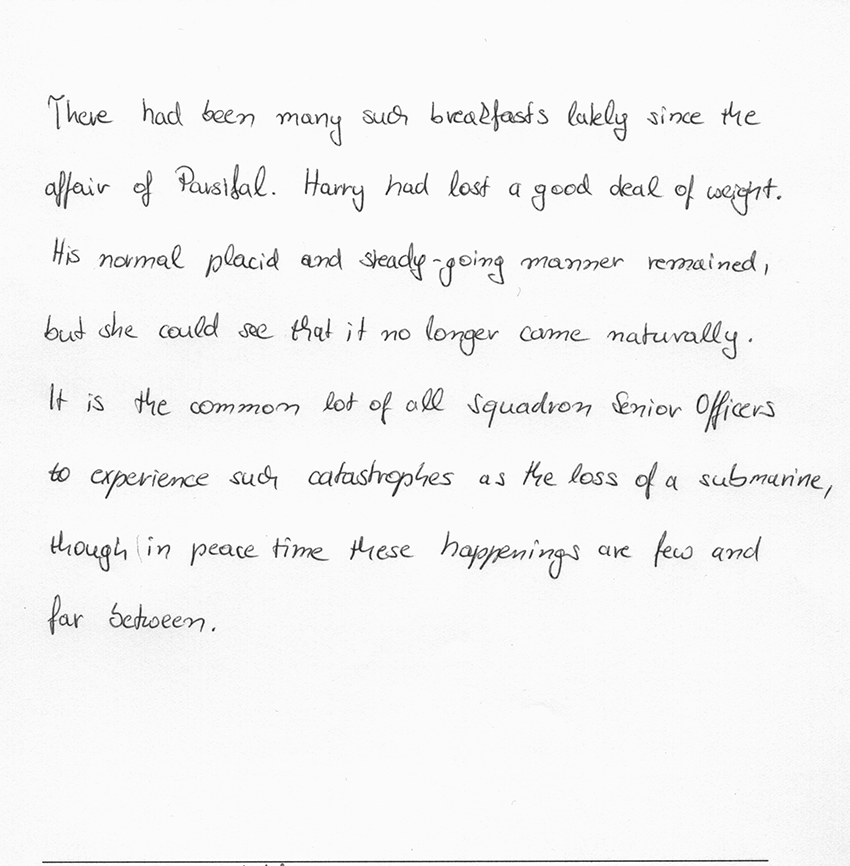 There had been many such breakfasts lately since the
affair of Parsifal. Harry had lost a good deal of weight.
His normal placid and steady-going manner remained,
but she could see that it no longer came naturally.
It is the common lot of all Squadron Senior Officers
to experience such catastrophes as the loss of a submarine,
though in peace time these happenings are few and
far between.